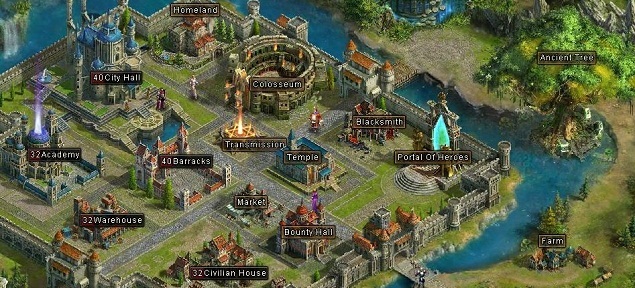 Homeland
Ancient Tree
40City Hall
Colosseum
Blacksmith
Transmission
32Academy
40Barracks
Temple
Portal Of Heroes
Market
32Warehouse
Bounty Hall
Farm
32Civilian House